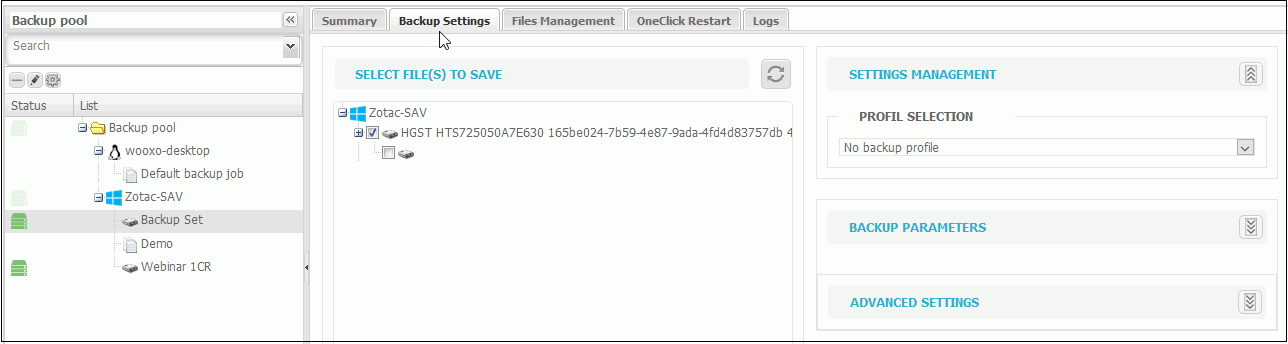 Backup pool
Search
Status List
Backup pool
wooxo-desktop
Default backup job
Zotac-SAV
Backup Set
Demo
Webinar 1CR
Summary Backup Settings Files Management OneClick Restart Logs
SELECT FILE(S) TO SAVE
Zotac-SAV
HGST HTS725050A7E630 165be024-7b59-4e87-9ada-4fd4d83757db 4
SETTINGS MANAGEMENT
PROFIL SELECTION
No backup profile
BACKUP PARAMETERS
ADVANCED SETTINGS